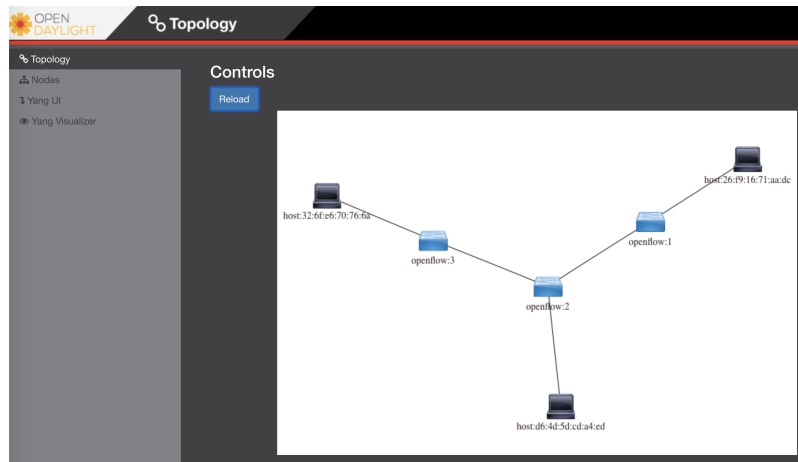 OPEN
DAYLIGHT
Topology
Topology
Nodes
Yang UI
Yang Visualizer
Controls
Reload
host:26:f9:16:71:aa:dc
host:32:6f:e6:70:76:6a
openflow:1
openflow:3
openflow:2
host:d6:4d:5d:cd:a4:ed